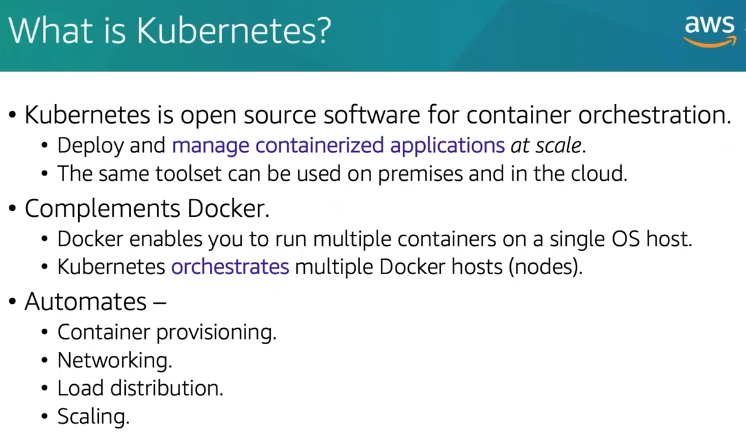 What is Kubernetes?
aws
• Kubernetes is open source software for container orchestration.
• Deploy and manage containerized applications at scale.
• The same toolset can be used on premises and in the cloud.
• Complements Docker.
• Docker enables you to run multiple containers on a single OS host.
• Kubernetes orchestrates multiple Docker hosts (nodes).
• Automates –
• Container provisioning.
• Networking.
• Load distribution.
• Scaling.